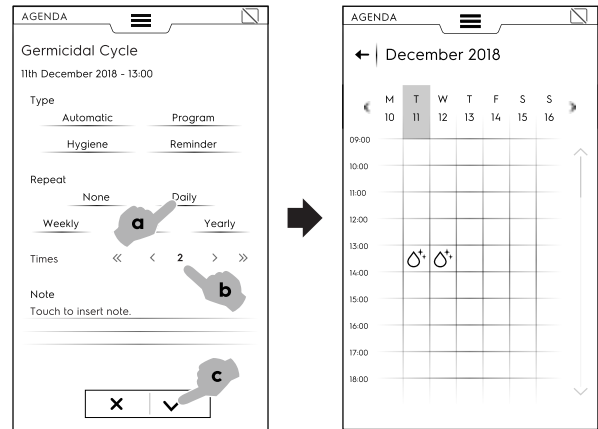 AGENDA
Germicidal Cycle
11th December 2018 - 13:00
Type
Automatic Program
Hygiene Reminder
Repeat
None Daily
Weekly Yearly
Times << < 2 > >>
Note
Touch to insert note.
a
b
c
AGENDA
December 2018
M T W T F S S
10 11 12 13 14 15 16
09:00
10:00
11:00
12:00
13:00
14:00
15:00
16:00
17:00
18:00